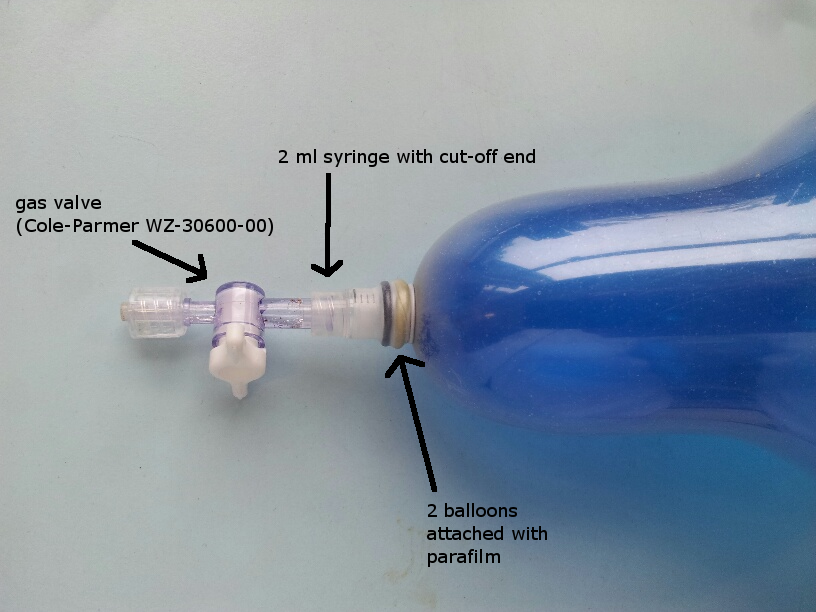 2 ml syringe with cut-off end
gas valve
(Cole-Parmer WZ-30600-00)
2 balloons
attached with
parafilm